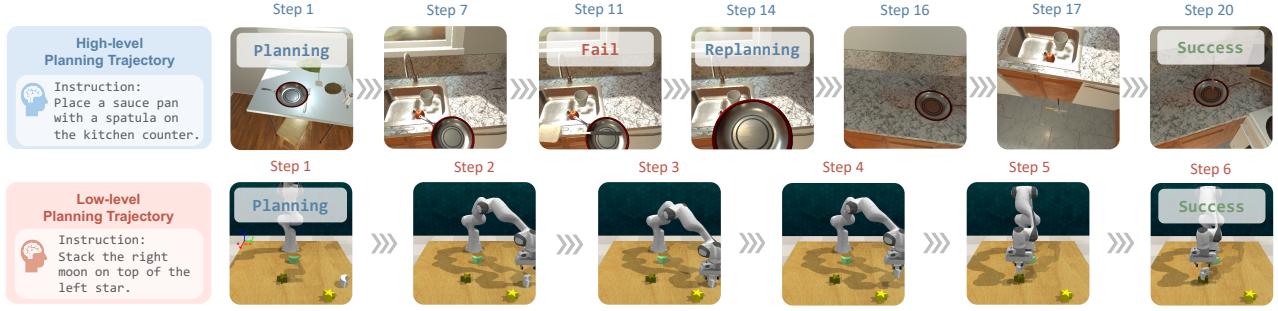 Step 1
Step 7
Step 11
Step 14
Step 16
Step 17
Step 20
High-level
Planning Trajectory
Instruction:
Place a sauce pan
with a spatula on
the kitchen counter.
Planning
Fail
Replanning
Success
Step 1
Step 2
Step 3
Step 4
Step 5
Step 6
Low-level
Planning Trajectory
Instruction:
Stack the right
moon on top of the
left star.
Planning
Success